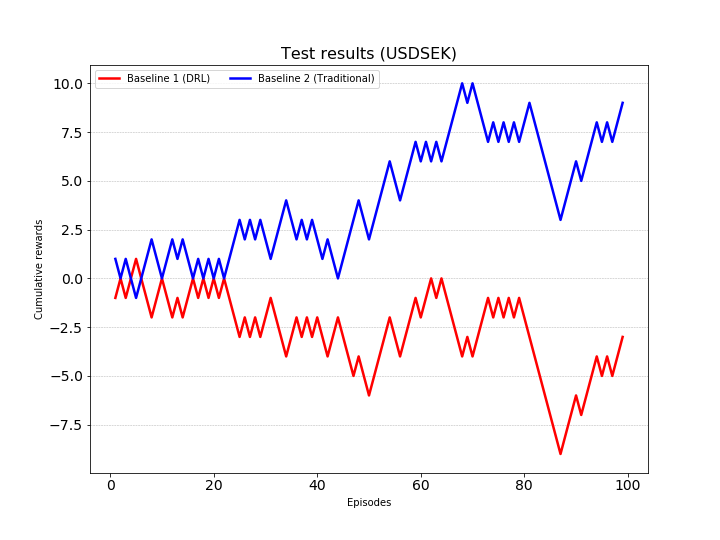 Test results (USDSEK)
Baseline 1 (DRL) Baseline 2 (Traditional)
10.0
7.5
5.0
2.5
0.0
−2.5
−5.0
−7.5
Cumulative rewards
0 20 40 60 80 100
Episodes